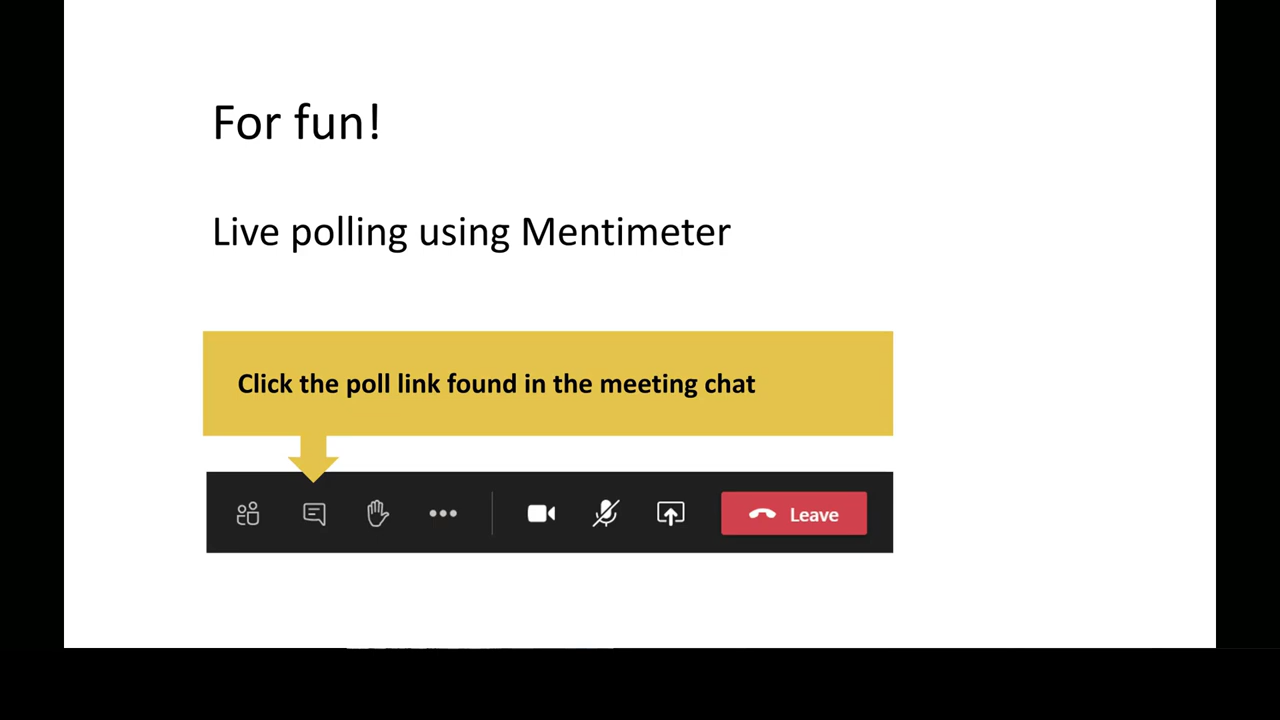 For fun!
Live polling using Mentimeter
Click the poll link found in the meeting chat
Leave